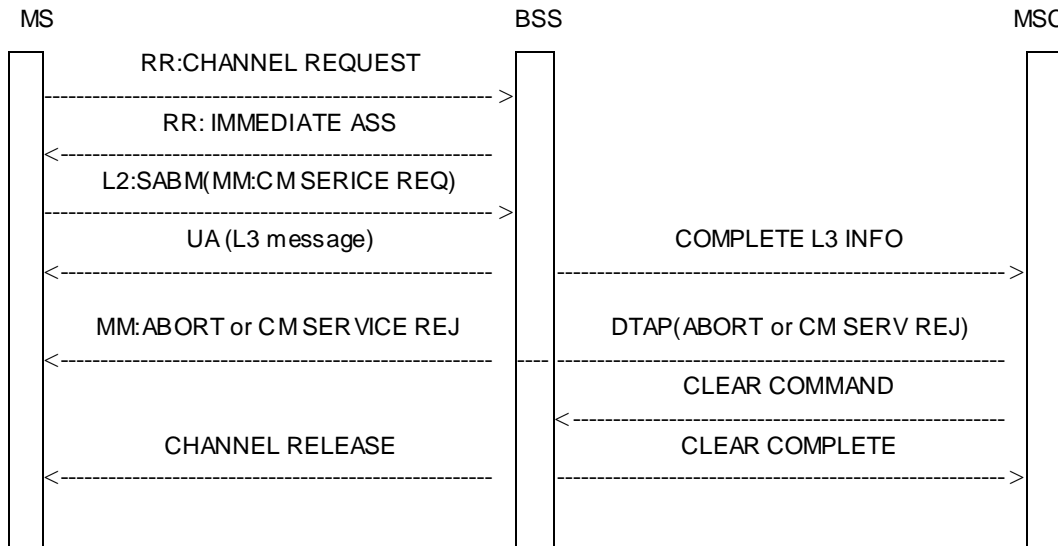 MS BSS MSC
RR:CHANNEL REQUEST
RR: IMMEDIATE ASS
L2:SABM(MM:CM SERICE REQ)
UA (L3 message) COMPLETE L3 INFO
MM:ABORT or CM SERVICE REJ DTAP(ABORT or CM SERV REJ)
CLEAR COMMAND
CHANNEL RELEASE CLEAR COMPLETE